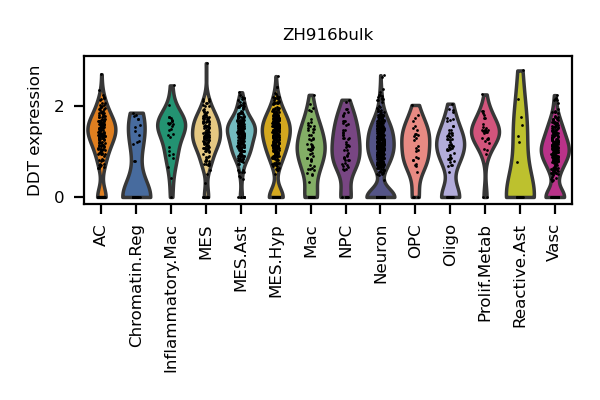 ZH916bulk
DDT expression
2
0
AC
Chromatin.Reg
Inflammatory.Mac
MES
MES.Ast
MES.Hyp
Mac
NPC
Neuron
OPC
Oligo
Prolif.Metab
Reactive.Ast
Vasc